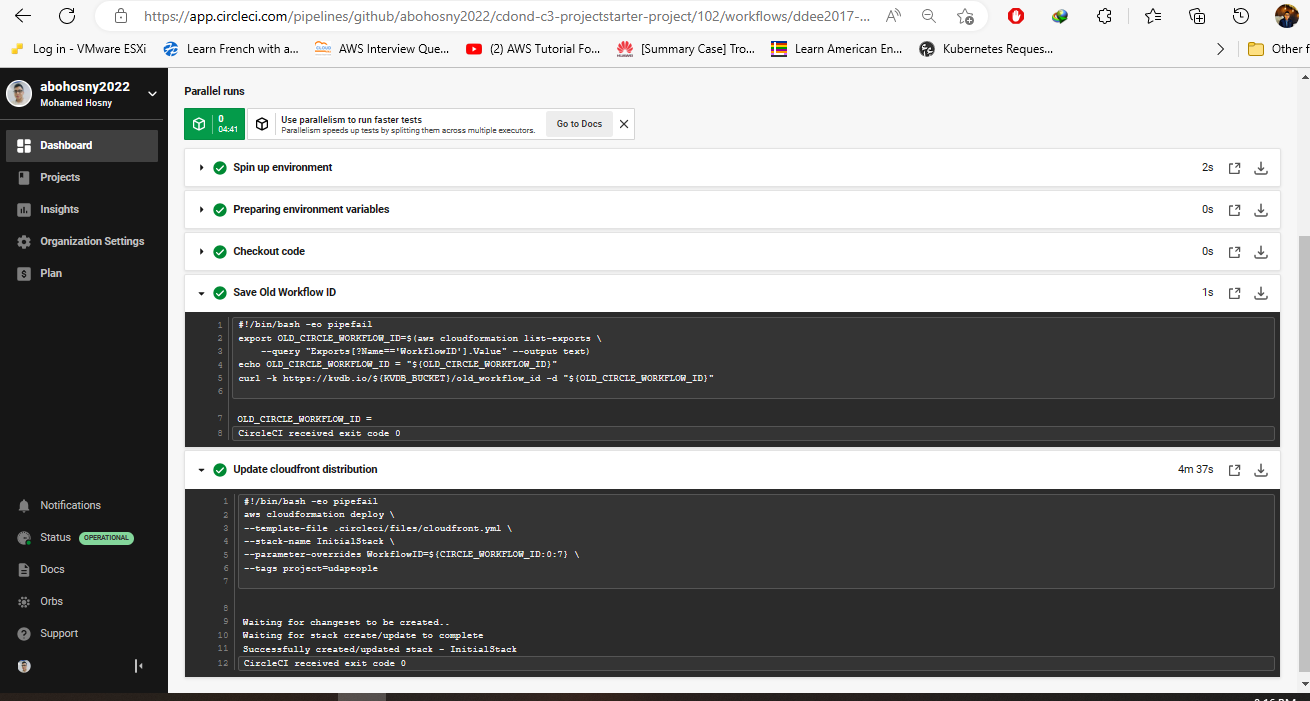 https://app.circleci.com/pipelines/github/abohosny2022/cdond-c3-projectstarter-project/102/workflows/ddee2017-...
Log in - VMware ESXi
Learn French with a...
AWS Interview Que...
(2) AWS Tutorial Fo...
[Summary Case] Tro...
Learn American En...
Kubernetes Reques...
Other f
abohosny2022
Mohamed Hosny
Dashboard
Projects
Insights
Organization Settings
Plan
Notifications
Status OPERATIONAL
Docs
Orbs
Support
Parallel runs
0
04:41
Use parallelism to run faster tests
Parallelism speeds up tests by splitting them across multiple executors.
Go to Docs
Spin up environment 2s
Preparing environment variables 0s
Checkout code 0s
Save Old Workflow ID 1s
1 #!/bin/bash -eo pipefail
2 export OLD_CIRCLE_WORKFLOW_ID=$(aws cloudformation list-exports \
3 --query "Exports[?Name=='WorkflowID'].Value" --output text)
4 echo OLD_CIRCLE_WORKFLOW_ID = "${OLD_CIRCLE_WORKFLOW_ID}"
5 curl -k https://kvdb.io/${KVDB_BUCKET}/old_workflow_id -d "${OLD_CIRCLE_WORKFLOW_ID}"
6
7 OLD_CIRCLE_WORKFLOW_ID =
8 CircleCI received exit code 0
Update cloudfront distribution 4m 37s
1 #!/bin/bash -eo pipefail
2 aws cloudformation deploy \
3 --template-file .circleci/files/cloudfront.yml \
4 --stack-name InitialStack \
5 --parameter-overrides WorkflowID=${CIRCLE_WORKFLOW_ID:0:7} \
6 --tags project=udapeople
7
8
9 Waiting for changeset to be created..
10 Waiting for stack create/update to complete
11 Successfully created/updated stack - InitialStack
12 CircleCI received exit code 0